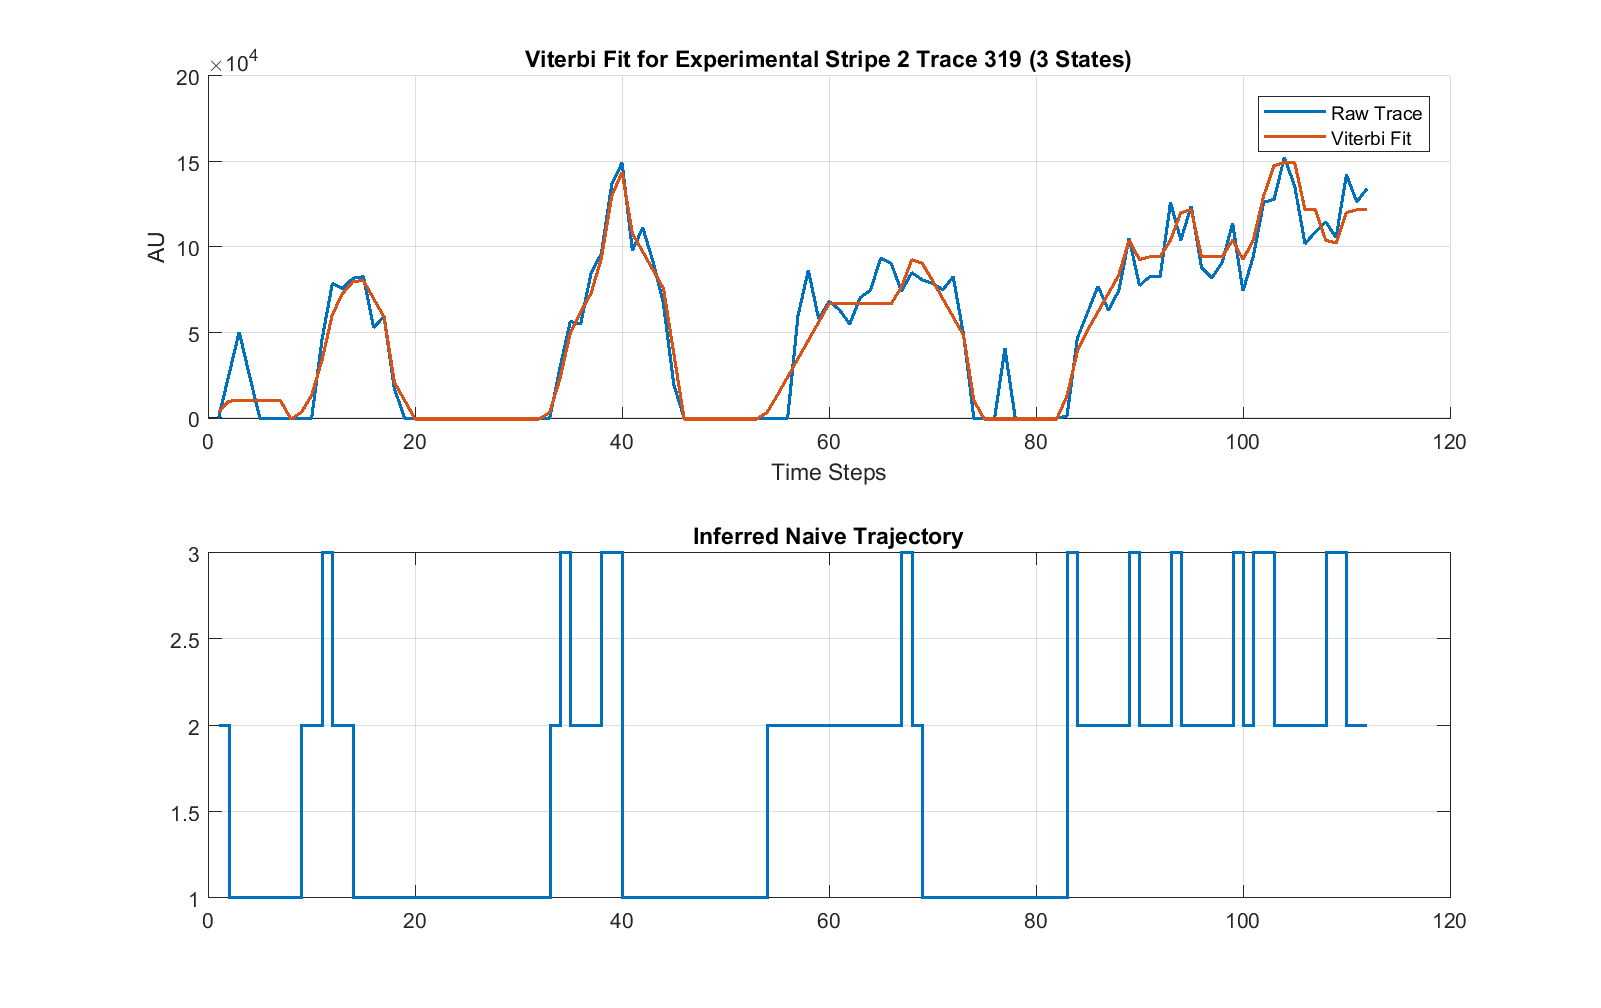 Viterbi Fit for Experimental Stripe 2 Trace 319 (3 States)
×10⁴
20
15
10
5
0
AU
Raw Trace
Viterbi Fit
0 20 40 60 80 100 120
Time Steps
Inferred Naive Trajectory
3
2.5
2
1.5
1
0 20 40 60 80 100 120